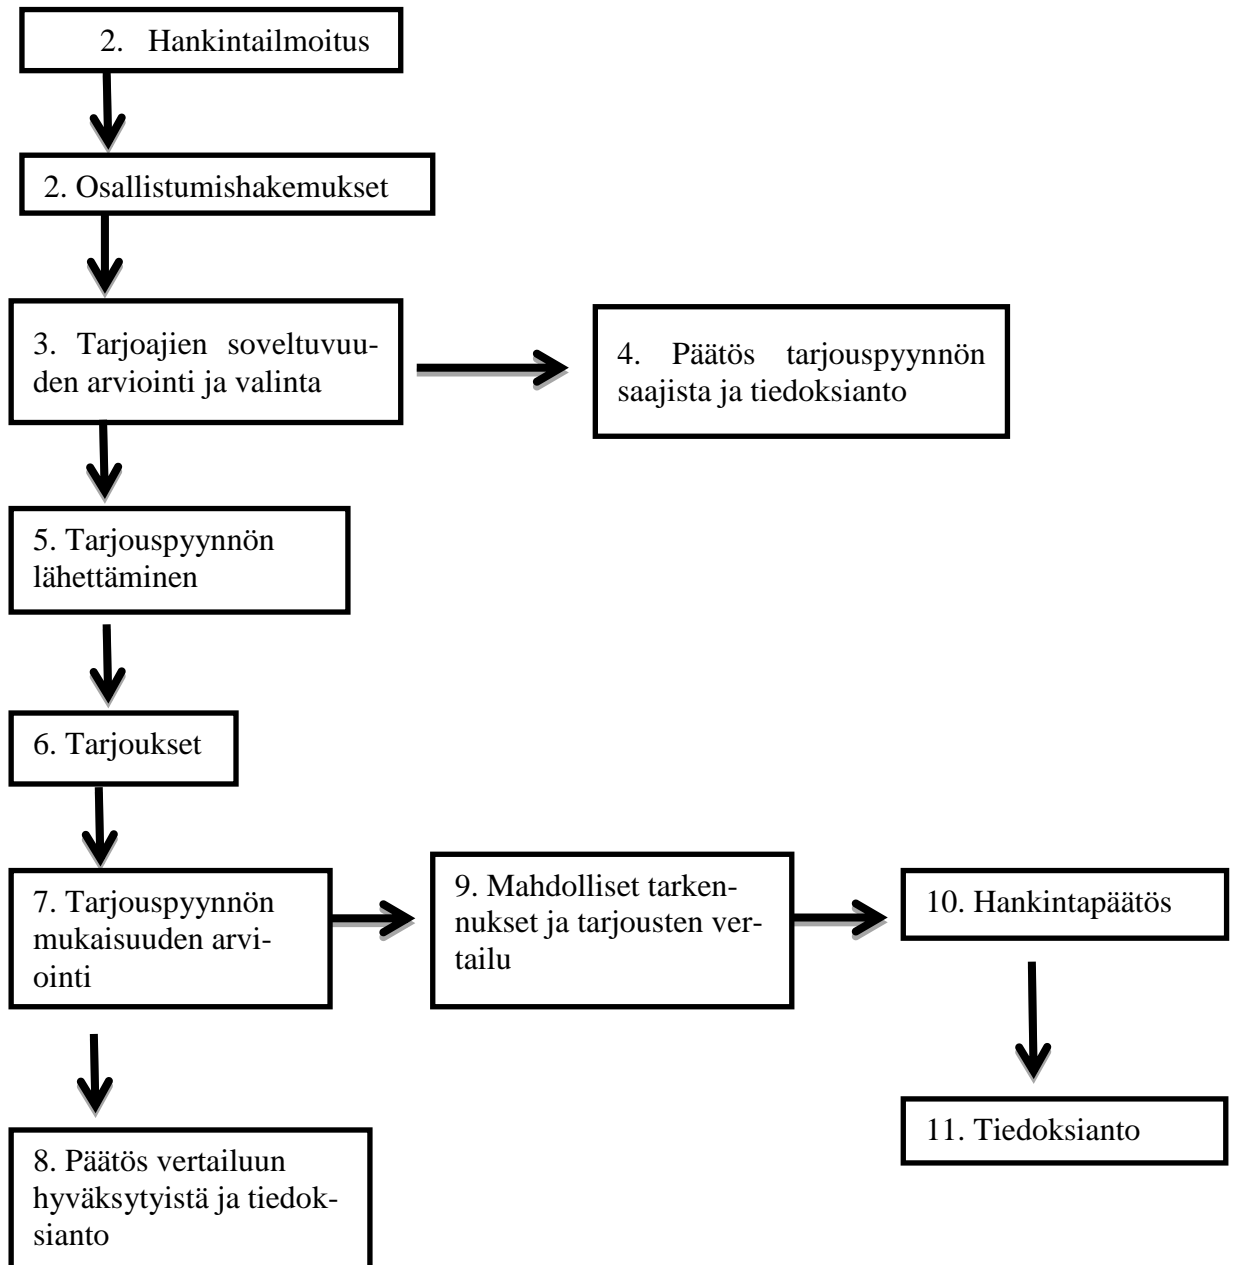 2. Hankintailmoitus
2. Osallistumishakemukset
3. Tarjoajien soveltuvuu-
den arviointi ja valinta
4. Päätös tarjouspyynnön
saajista ja tiedoksianto
5. Tarjouspyynnön
lähettäminen
6. Tarjoukset
7. Tarjouspyynnön
mukaisuuden arvi-
ointi
9. Mahdolliset tarken-
nukset ja tarjousten ver-
tailu
10. Hankintapäätös
11. Tiedoksianto
8. Päätös vertailuun
hyväksytyistä ja tiedok-
sianto